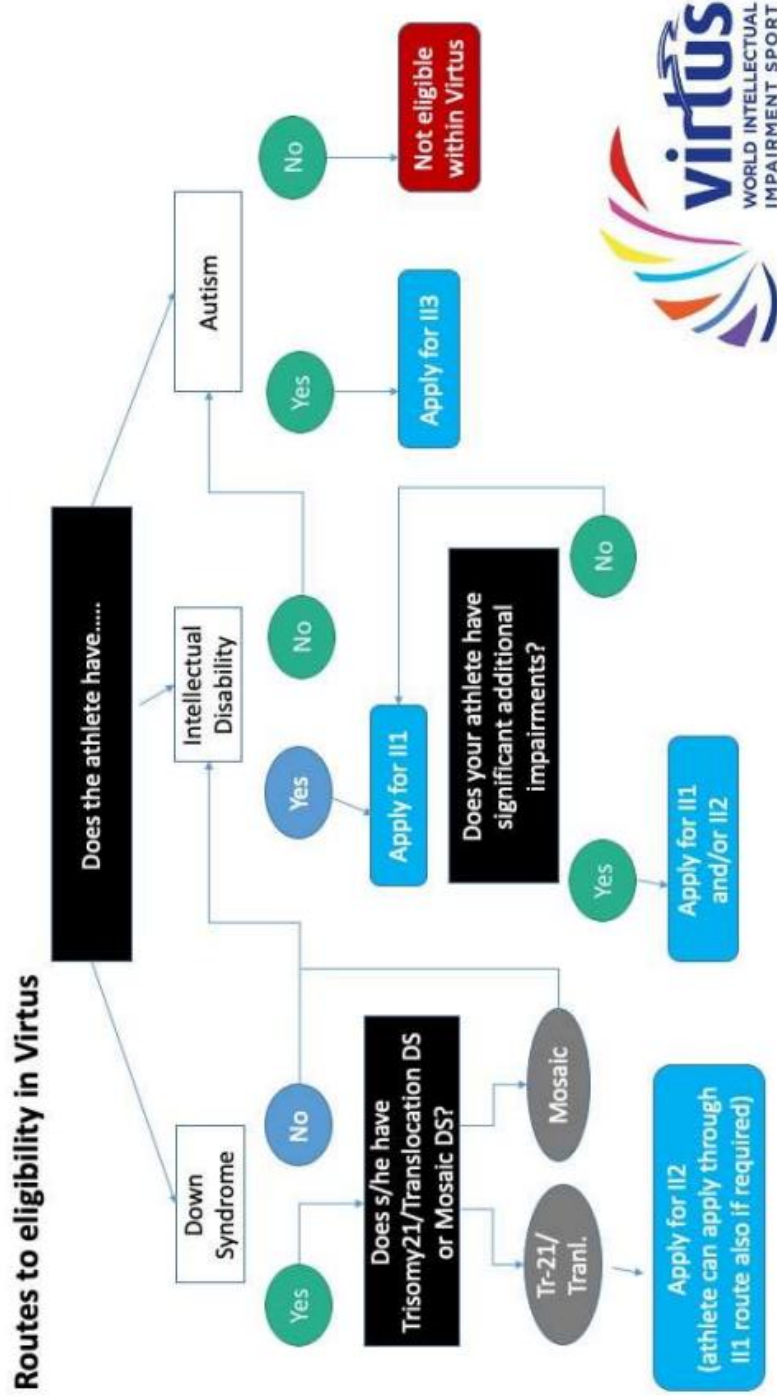 Routes to eligibility in Virtus
Does the athlete have.....
Down
Syndrome
Intellectual
Disability
Autism
Yes
No
Yes
No
Yes
No
Does s/he have
Trisomy21/Translocation DS
or Mosaic DS?
Apply for II1
Apply for II3
Not eligible
within Virtus
Tr-21/
Tranl.
Mosaic
Does your athlete have
significant additional
impairments?
Yes
No
Apply for II2
(athlete can apply through
II1 route also if required)
Apply for II1
and/or II2
virtus
WORLD INTELLECTUAL
IMPAIRMENT SPORT